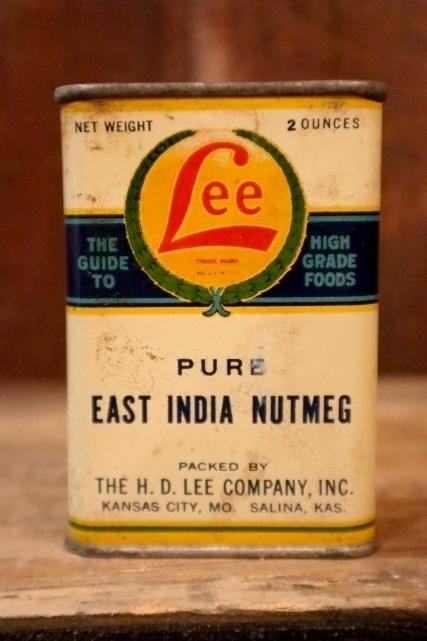 NET WEIGHT 2 OUNCES
Lee
TRADE MARK
THE GUIDE TO
HIGH GRADE FOODS
PURE
EAST INDIA NUTMEG
PACKED BY
THE H. D. LEE COMPANY, INC.
KANSAS CITY, MO. SALINA, KAS.